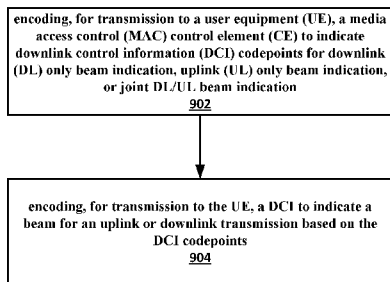 encoding, for transmission to a user equipment (UE), a media
access control (MAC) control element (CE) to indicate
downlink control information (DCI) codepoints for downlink
(DL) only beam indication, uplink (UL) only beam indication,
or joint DL/UL beam indication
902
encoding, for transmission to the UE, a DCI to indicate a
beam for an uplink or downlink transmission based on the
DCI codepoints
904